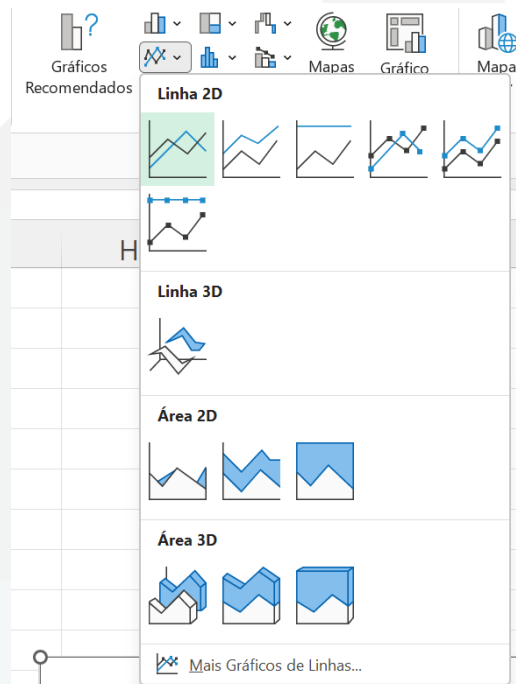 Gráficos
Recomendados
Mapas
Gráfico
Mapa
Linha 2D
H
Linha 3D
Área 2D
Área 3D
Mais Gráficos de Linhas...